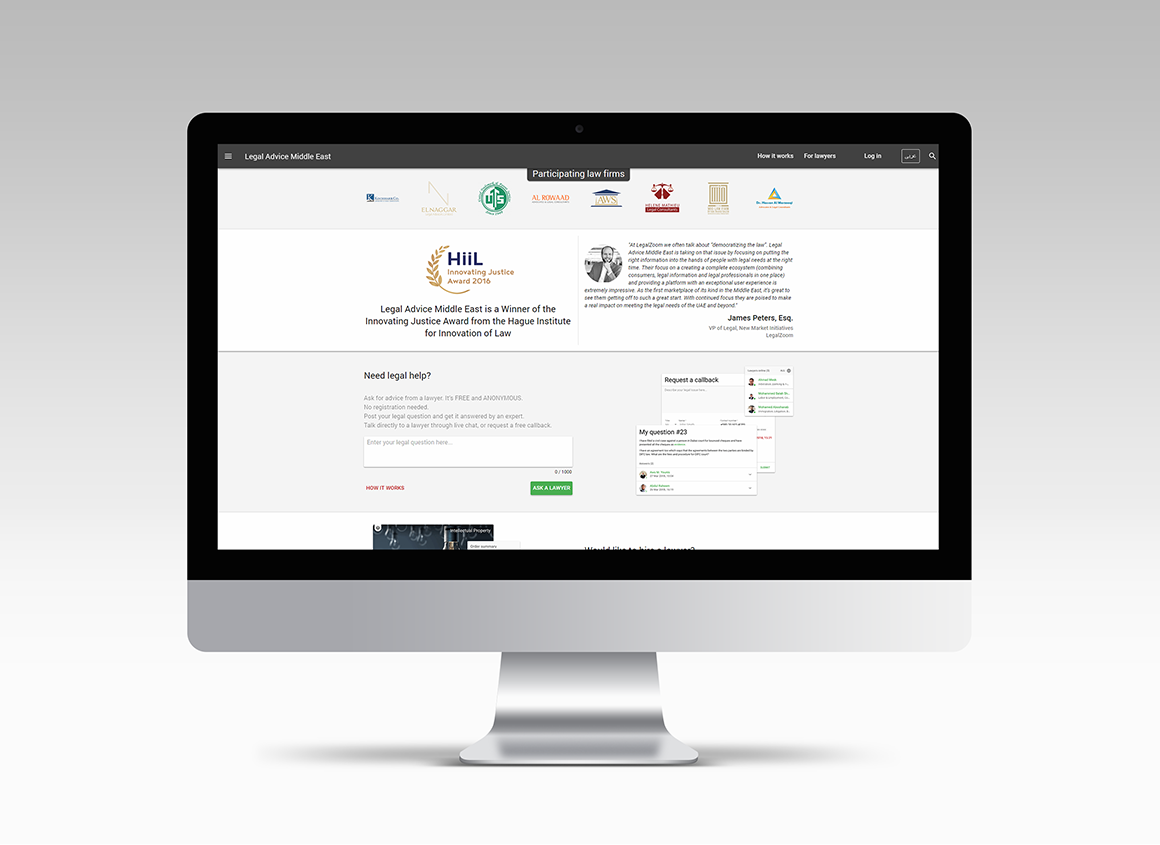 Legal Advice Middle East
How it works
For lawyers
Log in
عربي
Participating law firms
ELNAGGAR
UTS
AL ROWAAD
LAWS
HELENE MATHIEU
Legal Consultants
HiiL
Innovating Justice
Award 2016
Legal Advice Middle East is a Winner of the
Innovating Justice Award from the Hague Institute
for Innovation of Law
"At LegalZoom we often talk about "democratizing the law". Legal
Advice Middle East is taking on that issue by focusing on putting the
right information into the hands of people with legal needs at the right
time. Their focus on a creating a complete ecosystem (combining
consumers, legal information and legal professionals in one place)
and providing a platform with an exceptional user experience is
extremely impressive. As the first marketplace of its kind in the Middle East, it's great to
see them getting off to such a great start. With continued focus they are poised to make
a real impact on meeting the legal needs of the UAE and beyond."
James Peters, Esq.
VP of Legal, New Market Initiatives
LegalZoom
Need legal help?
Ask for advice from a lawyer. It's FREE and ANONYMOUS.
No registration needed.
Post your legal question and get it answered by an expert.
Talk directly to a lawyer through live chat, or request a free callback.
Enter your legal question here...
0 / 1000
HOW IT WORKS
ASK A LAWYER
Request a callback
My question #23
Intellectual Property
Order summary
Would like to hire a lawyer?